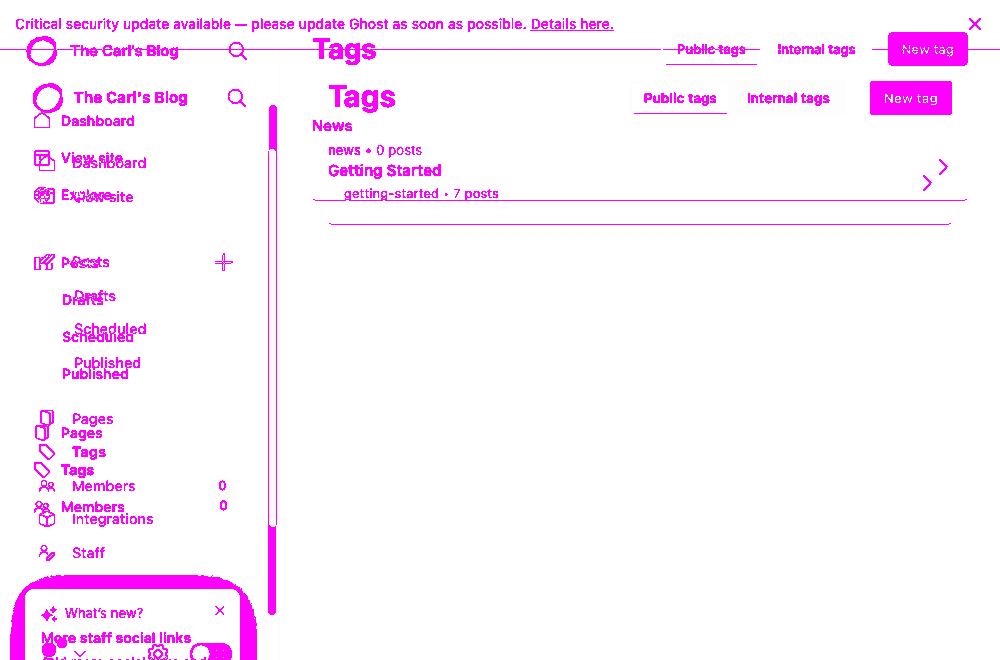 Critical security update available — please update Ghost as soon as possible. Details here.
The Carl's Blog
Tags
Public tags
Internal tags
New tag
The Carl's Blog
Tags
Public tags
Internal tags
New tag
Dashboard
News
View site
Dashboard
news • 0 posts
Getting Started
Explore
View site
getting-started • 7 posts
Posts
Posts
Drafts
Drafts
Scheduled
Scheduled
Published
Published
Pages
Pages
Tags
Tags
Members 0
Members 0
Integrations
Staff
What's new?
More staff social links